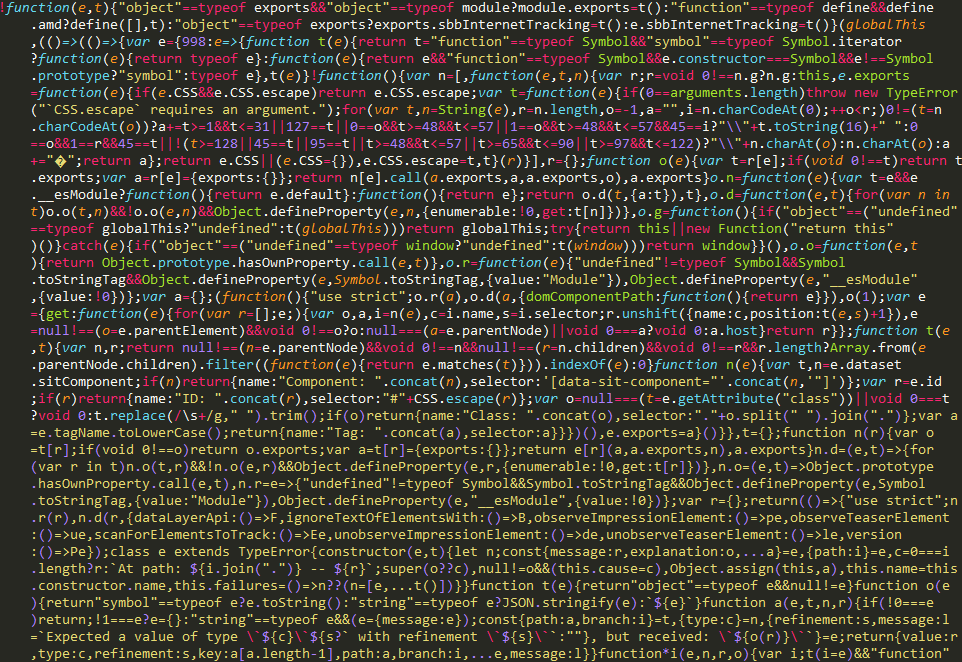 !function(e,t){"object"==typeof exports&&"object"==typeof module?module.exports=t():"function"==typeof define&&define
.amd?define([],t):"object"==typeof exports?exports.sbbInternetTracking=t():e.sbbInternetTracking=t()}(globalThis
,(()=>(()=>{var e={998:e=>{function t(e){return t="function"==typeof Symbol&&"symbol"==typeof Symbol.iterator
?function(e){return typeof e}:function(e){return e&&"function"==typeof Symbol&&e.constructor===Symbol&&e!==Symbol
.prototype?"symbol":typeof e},t(e)}!function(){var n=[,function(e,t,n){var r;r=void 0!==n.g?n.g:this,e.exports
=function(e){if(e.CSS&&e.CSS.escape)return e.CSS.escape;var t=function(e){if(0==arguments.length)throw new TypeError
("`CSS.escape` requires an argument.");for(var t,n=String(e),r=n.length,o=-1,a="",i=n.charCodeAt(0);++o<r;)0!=(t=n
.charCodeAt(o))?a+=t>=1&&t<=31||127==t||0==o&&t>=48&&t<=57||1==o&&t>=48&&t<=57&&45==i?"\\"+t.toString(16)+" ":0
==o&&1==r&&45==t||!(t>=128||45==t||95==t||t>=48&&t<=57||t>=65&&t<=90||t>=97&&t<=122)?"\\"+n.charAt(o):n.charAt(o):a
+="�";return a};return e.CSS||(e.CSS={}),e.CSS.escape=t,t}(r)}],r={};function o(e){var t=r[e];if(void 0!==t)return t
.exports;var a=r[e]={exports:{}};return n[e].call(a.exports,a,a.exports,o),a.exports}o.n=function(e){var t=e&&e
.__esModule?function(){return e.default}:function(){return e};return o.d(t,{a:t}),t},o.d=function(e,t){for(var n in
t)o.o(t,n)&&!o.o(e,n)&&Object.defineProperty(e,n,{enumerable:!0,get:t[n]})},o.g=function(){if("object"==("undefined"
==typeof globalThis?"undefined":t(globalThis)))return globalThis;try{return this||new Function("return this"
)()}catch(e){if("object"==("undefined"==typeof window?"undefined":t(window)))return window}}(),o.o=function(e,t
){return Object.prototype.hasOwnProperty.call(e,t)},o.r=function(e){"undefined"!=typeof Symbol&&Symbol
.toStringTag&&Object.defineProperty(e,Symbol.toStringTag,{value:"Module"}),Object.defineProperty(e,"__esModule"
,{value:!0})};var a={};(function(){"use strict";o.r(a),o.d(a,{domComponentPath:function(){return e}}),o(1);var e
={get:function(e){for(var r=[];e;){var o,a,i=n(e),c=i.name,s=i.selector;r.unshift({name:c,position:t(e,s)+1}),e
=null!==(o=e.parentElement)&&void 0!==o?o:null===(a=e.parentNode)||void 0===a?void 0:a.host}return r}};function t(e
,t){var n,r;return null!==(n=e.parentNode)&&void 0!==n&&null!==(r=n.children)&&void 0!==r&&r.length?Array.from(e
.parentNode.children).filter((function(e){return e.matches(t)})).indexOf(e):0}function n(e){var t,n=e.dataset
.sitComponent;if(n)return{name:"Component: ".concat(n),selector:'[data-sit-component="'.concat(n,'"]')};var r=e.id
;if(r)return{name:"ID: ".concat(r),selector:"#"+CSS.escape(r)};var o=null===(t=e.getAttribute("class"))||void 0===t
?void 0:t.replace(/\s+/g," ").trim();if(o)return{name:"Class: ".concat(o),selector:"."+o.split(" ").join(".")};var a
=e.tagName.toLowerCase();return{name:"Tag: ".concat(a),selector:a}}})(),e.exports=a}()}},t={};function n(r){var o
=t[r];if(void 0!==o)return o.exports;var a=t[r]={exports:{}};return e[r](a,a.exports,n),a.exports}n.d=(e,t)=>{for
(var r in t)n.o(t,r)&&!n.o(e,r)&&Object.defineProperty(e,r,{enumerable:!0,get:t[r]})},n.o=(e,t)=>Object.prototype
.hasOwnProperty.call(e,t),n.r=e=>{"undefined"!=typeof Symbol&&Symbol.toStringTag&&Object.defineProperty(e,Symbol
.toStringTag,{value:"Module"}),Object.defineProperty(e,"__esModule",{value:!0})};var r={};return(()=>{"use strict";n
.r(r),n.d(r,{dataLayerApi:()=>F,ignoreTextOfElementsWith:()=>B,observeImpressionElement:()=>pe,observeTeaserElement
:()=>ue,scanForElementsToTrack:()=>Ee,unobserveImpressionElement:()=>de,unobserveTeaserElement:()=>le,version
:()=>Pe});class e extends TypeError{constructor(e,t){let n;const{message:r,explanation:o,...a}=e,{path:i}=e,c=0===i
.length?r:`At path: ${i.join(".")} -- ${r}`;super(o??c),null!=o&&(this.cause=c),Object.assign(this,a),this.name=this
.constructor.name,this.failures=()=>n??(n=[e,...t()])}}function t(e){return"object"==typeof e&&null!=e}function o(e
){return"symbol"==typeof e?e.toString():"string"==typeof e?JSON.stringify(e):`${e}`}function a(e,t,n,r){if(!0===e
)return;!1===e?e={}:"string"==typeof e&&(e={message:e});const{path:a,branch:i}=t,{type:c}=n,{refinement:s,message:l
=`Expected a value of type \`${c}\`${s?` with refinement \`${s}\``:""}, but received: \`${o(r)}\``}=e;return{value:r
,type:c,refinement:s,key:a[a.length-1],path:a,branch:i,...e,message:l}}function*i(e,n,r,o){var i;t(i=e)&&"function"